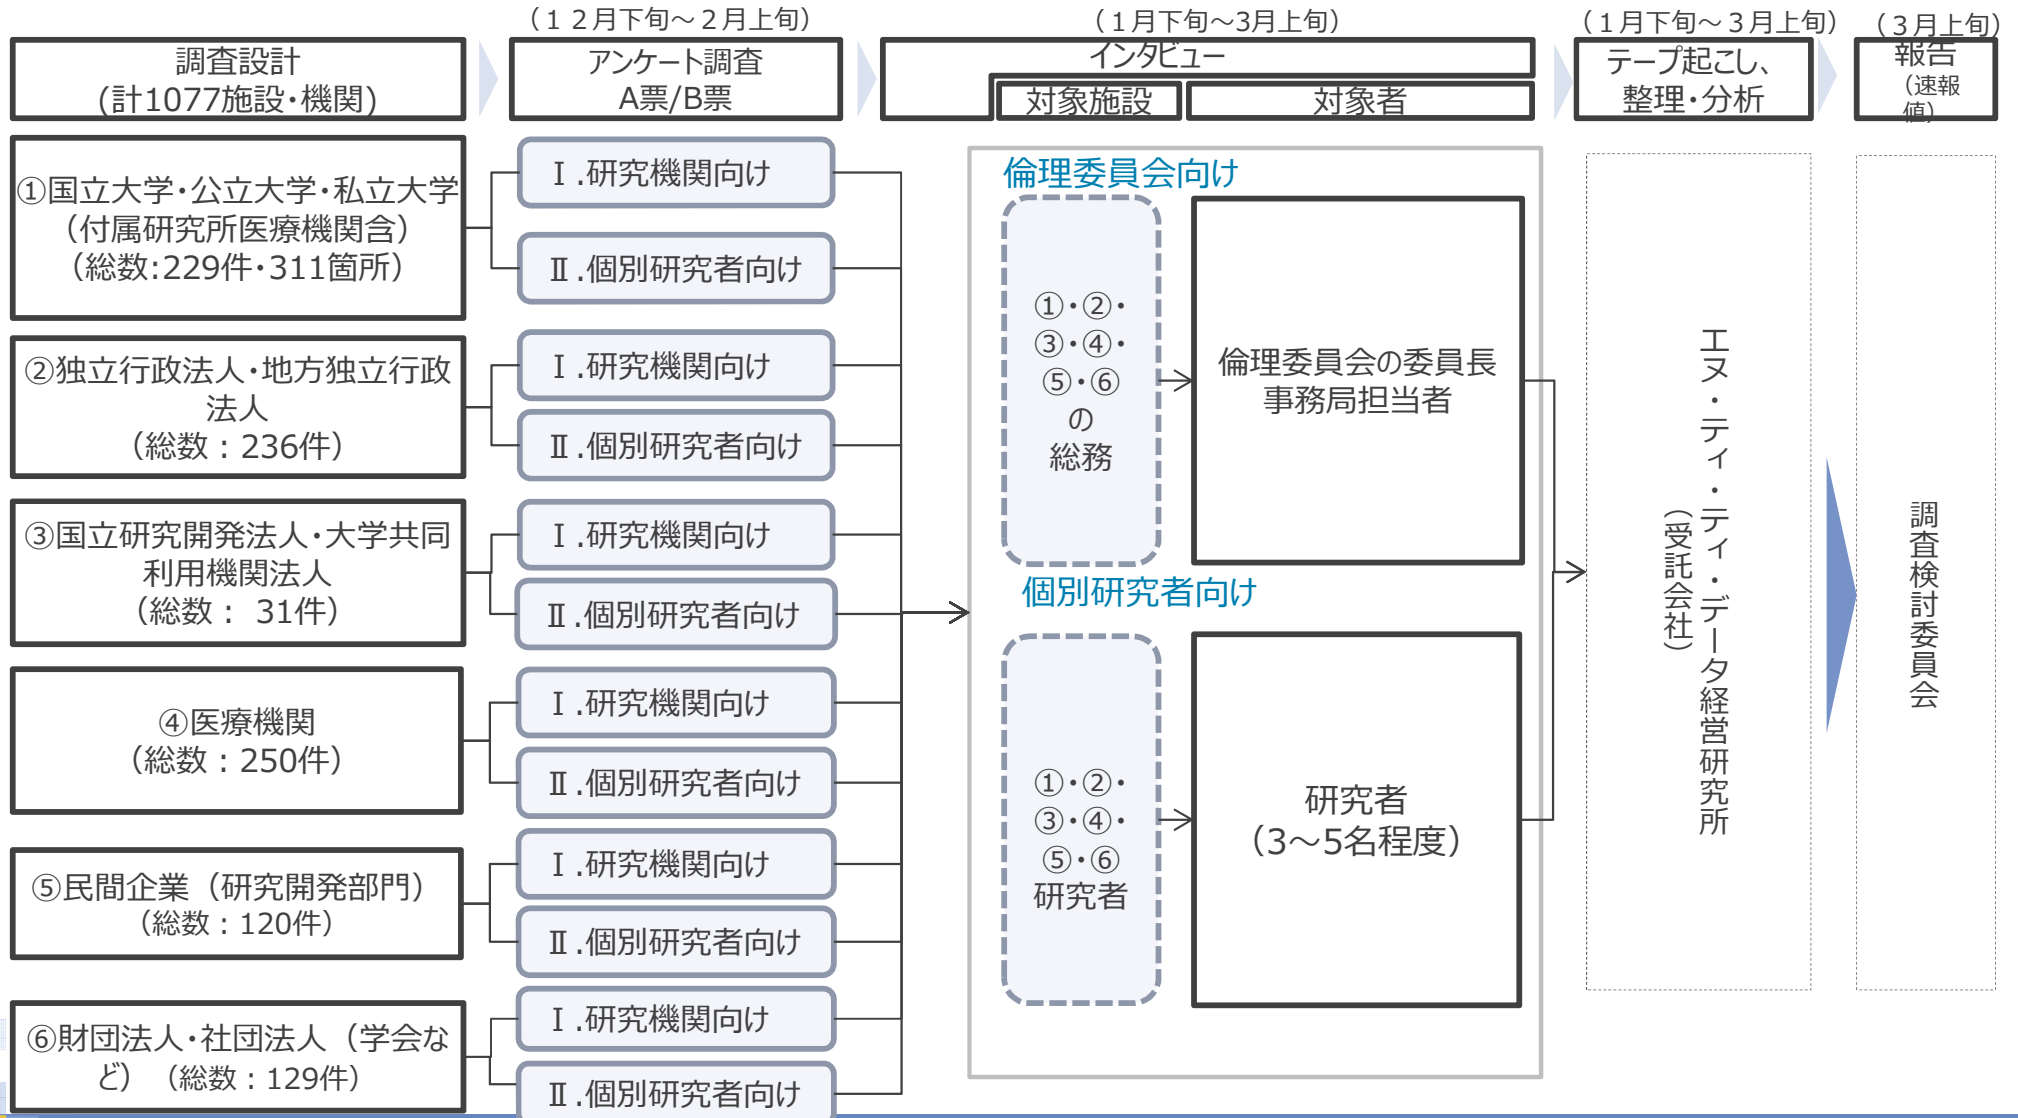 （１２月下旬～２月上旬）
（１月下旬～3月上旬）
（１月下旬～３月上旬）
（３月上旬）
調査設計
(計1077施設・機関)
アンケート調査
A票/B票
インタビュー
対象施設
対象者
テープ起こし、
整理・分析
報告
（速報
値）
①国立大学・公立大学・私立大学
（付属研究所医療機関含）
（総数:229件・311箇所）
Ⅰ.研究機関向け
Ⅱ.個別研究者向け
②独立行政法人・地方独立行政
法人
（総数：236件）
Ⅰ.研究機関向け
Ⅱ.個別研究者向け
③国立研究開発法人・大学共同
利用機関法人
（総数： 31件）
Ⅰ.研究機関向け
Ⅱ.個別研究者向け
④医療機関
（総数：250件）
Ⅰ.研究機関向け
Ⅱ.個別研究者向け
⑤民間企業（研究開発部門）
（総数：120件）
Ⅰ.研究機関向け
Ⅱ.個別研究者向け
⑥財団法人・社団法人（学会な
ど）（総数：129件）
Ⅰ.研究機関向け
Ⅱ.個別研究者向け
倫理委員会向け
①・②・
③・④・
⑤・⑥
の
総務
倫理委員会の委員長
事務局担当者
個別研究者向け
①・②・
③・④・
⑤・⑥
研究者
研究者
（3～5名程度）
エヌ・ティ・ティ・データ経営研究所
（受託会社）
調査検討委員会